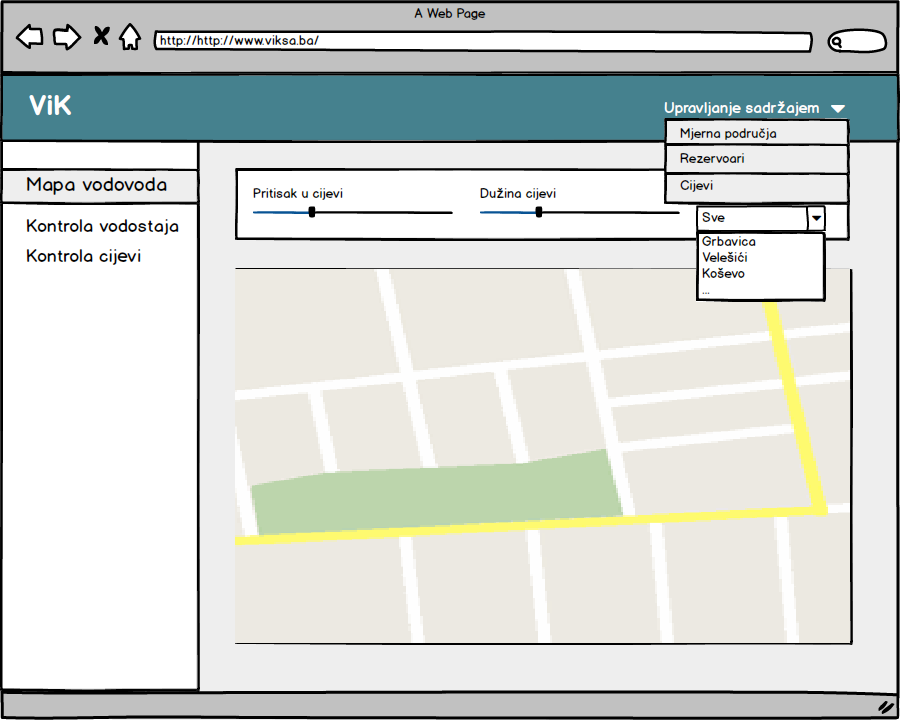 A Web Page
http://http://www.viksa.ba/
ViK
Upravljanje sadržajem
Mjerna područja
Rezervoari
Cijevi
Mapa vodovoda
Kontrola vodostaja
Kontrola cijevi
Pritisak u cijevi
Dužina cijevi
Sve
Grbavica
Velešići
Koševo
...